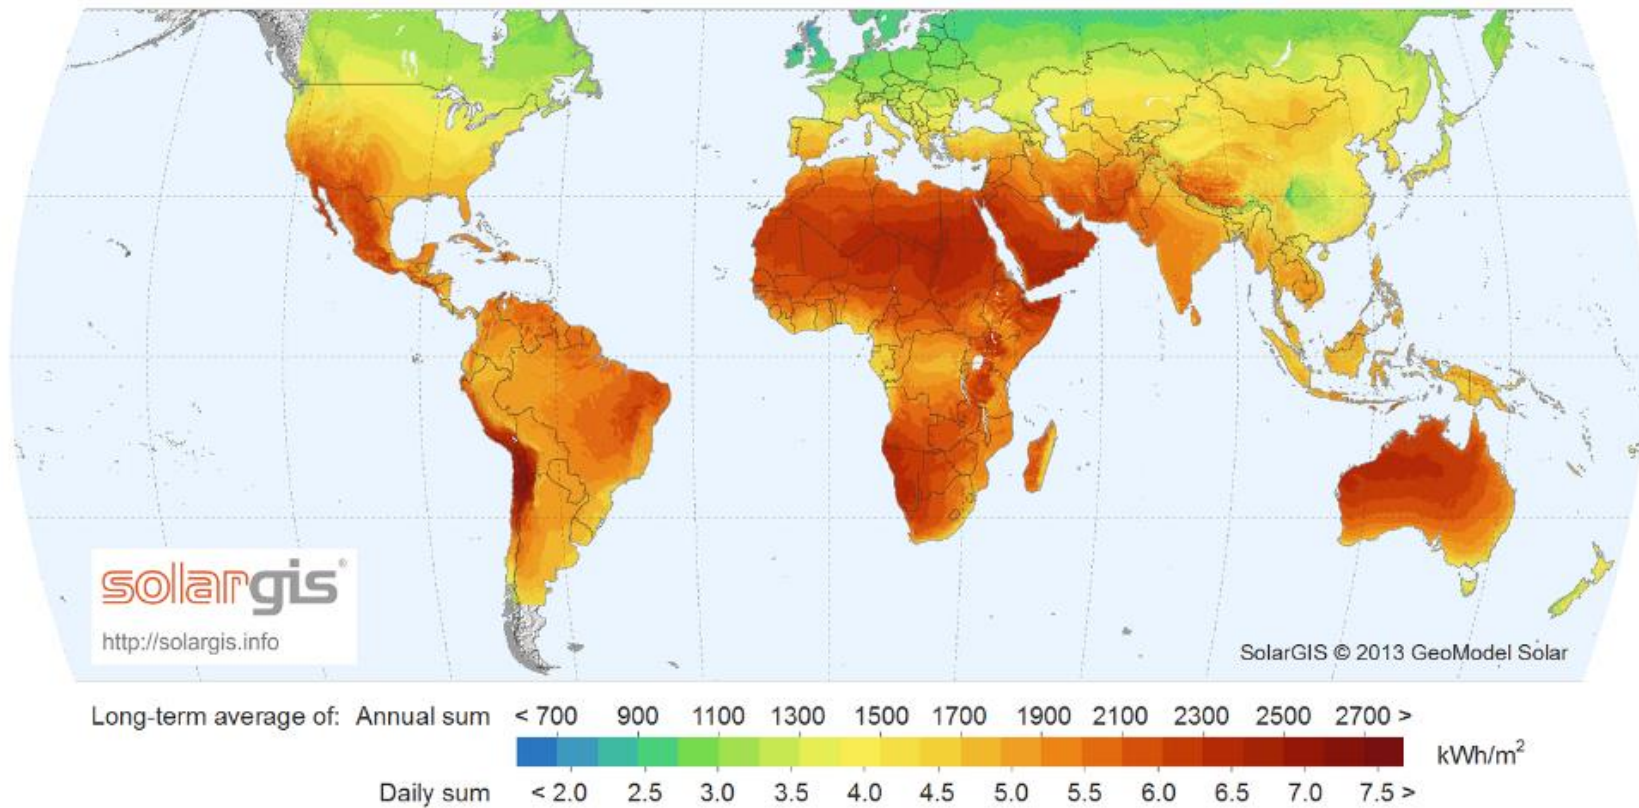 solargis®
http://solargis.info
SolarGIS © 2013 GeoModel Solar
Long-term average of: Annual sum < 700 900 1100 1300 1500 1700 1900 2100 2300 2500 2700 > kWh/m²
Daily sum < 2.0 2.5 3.0 3.5 4.0 4.5 5.0 5.5 6.0 6.5 7.0 7.5 >